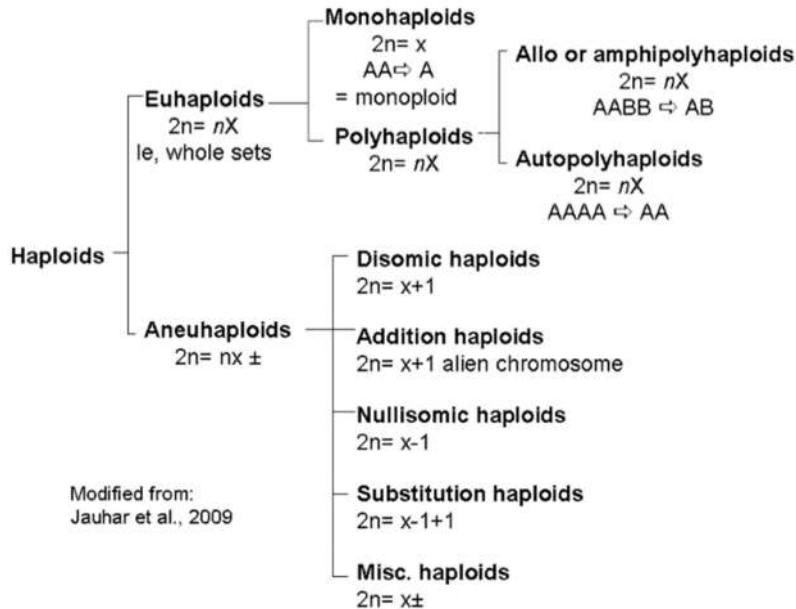 Haploids
Euhaploids
2n= nX
Ie, whole sets
Monohaploids
2n= x
AA⇨ A
= monoploid
Polyhaploids
2n= nX
Allo or amphipolyhaploids
2n= nX
AABB ⇨ AB
Autopolyhaploids
2n= nX
AAAA ⇨ AA
Aneuhaploids
2n= nx ±
Disomic haploids
2n= x+1
Addition haploids
2n= x+1 alien chromosome
Nullisomic haploids
2n= x-1
Substitution haploids
2n= x-1+1
Misc. haploids
2n= x±
Modified from:
Jauhar et al., 2009